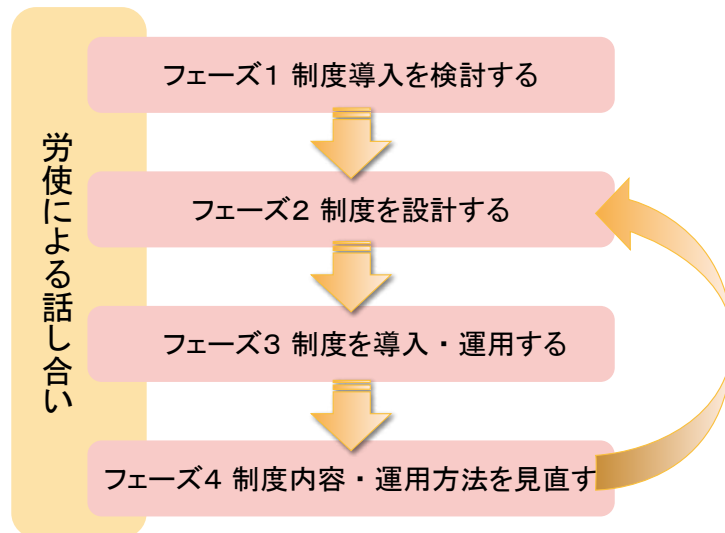 労使による話し合い
フェーズ1 制度導入を検討する
フェーズ2 制度を設計する
フェーズ3 制度を導入・運用する
フェーズ4 制度内容・運用方法を見直す